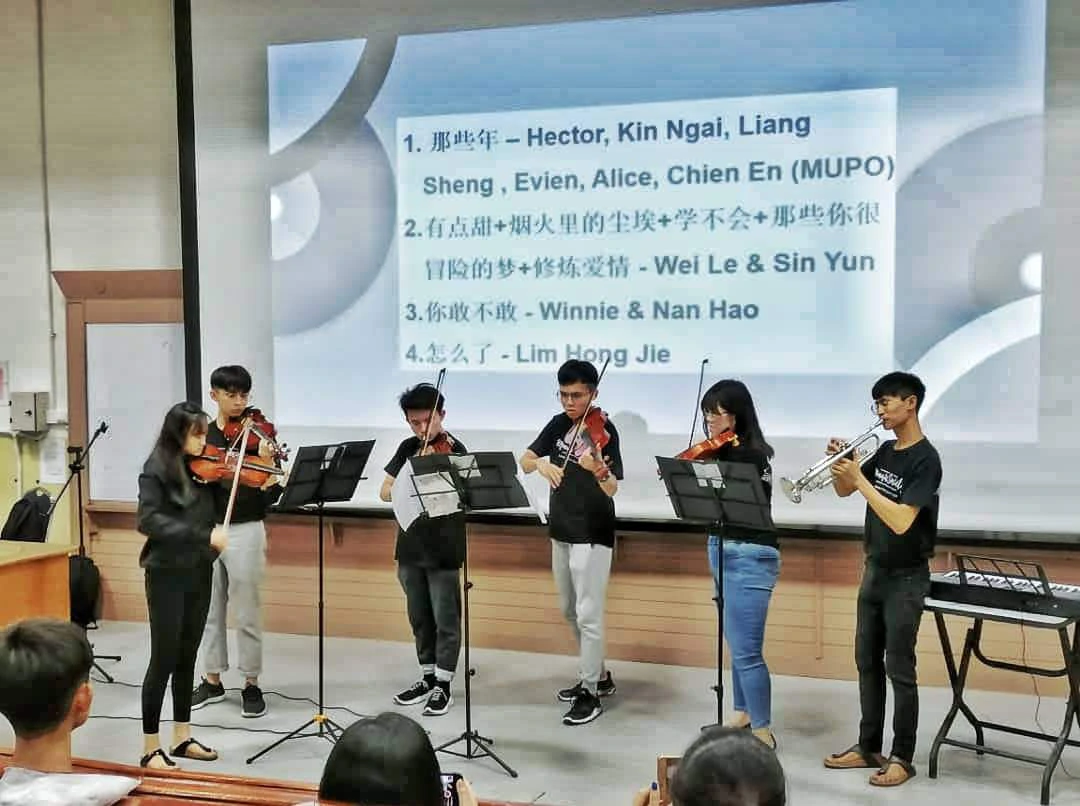 1. 那些年 – Hector, Kin Ngai, Liang
Sheng , Evien, Alice, Chien En (MUPO)
2.有点甜+烟火里的尘埃+学不会+那些你很
冒险的梦+修炼爱情 - Wei Le & Sin Yun
3.你敢不敢 - Winnie & Nan Hao
4.怎么了 - Lim Hong Jie